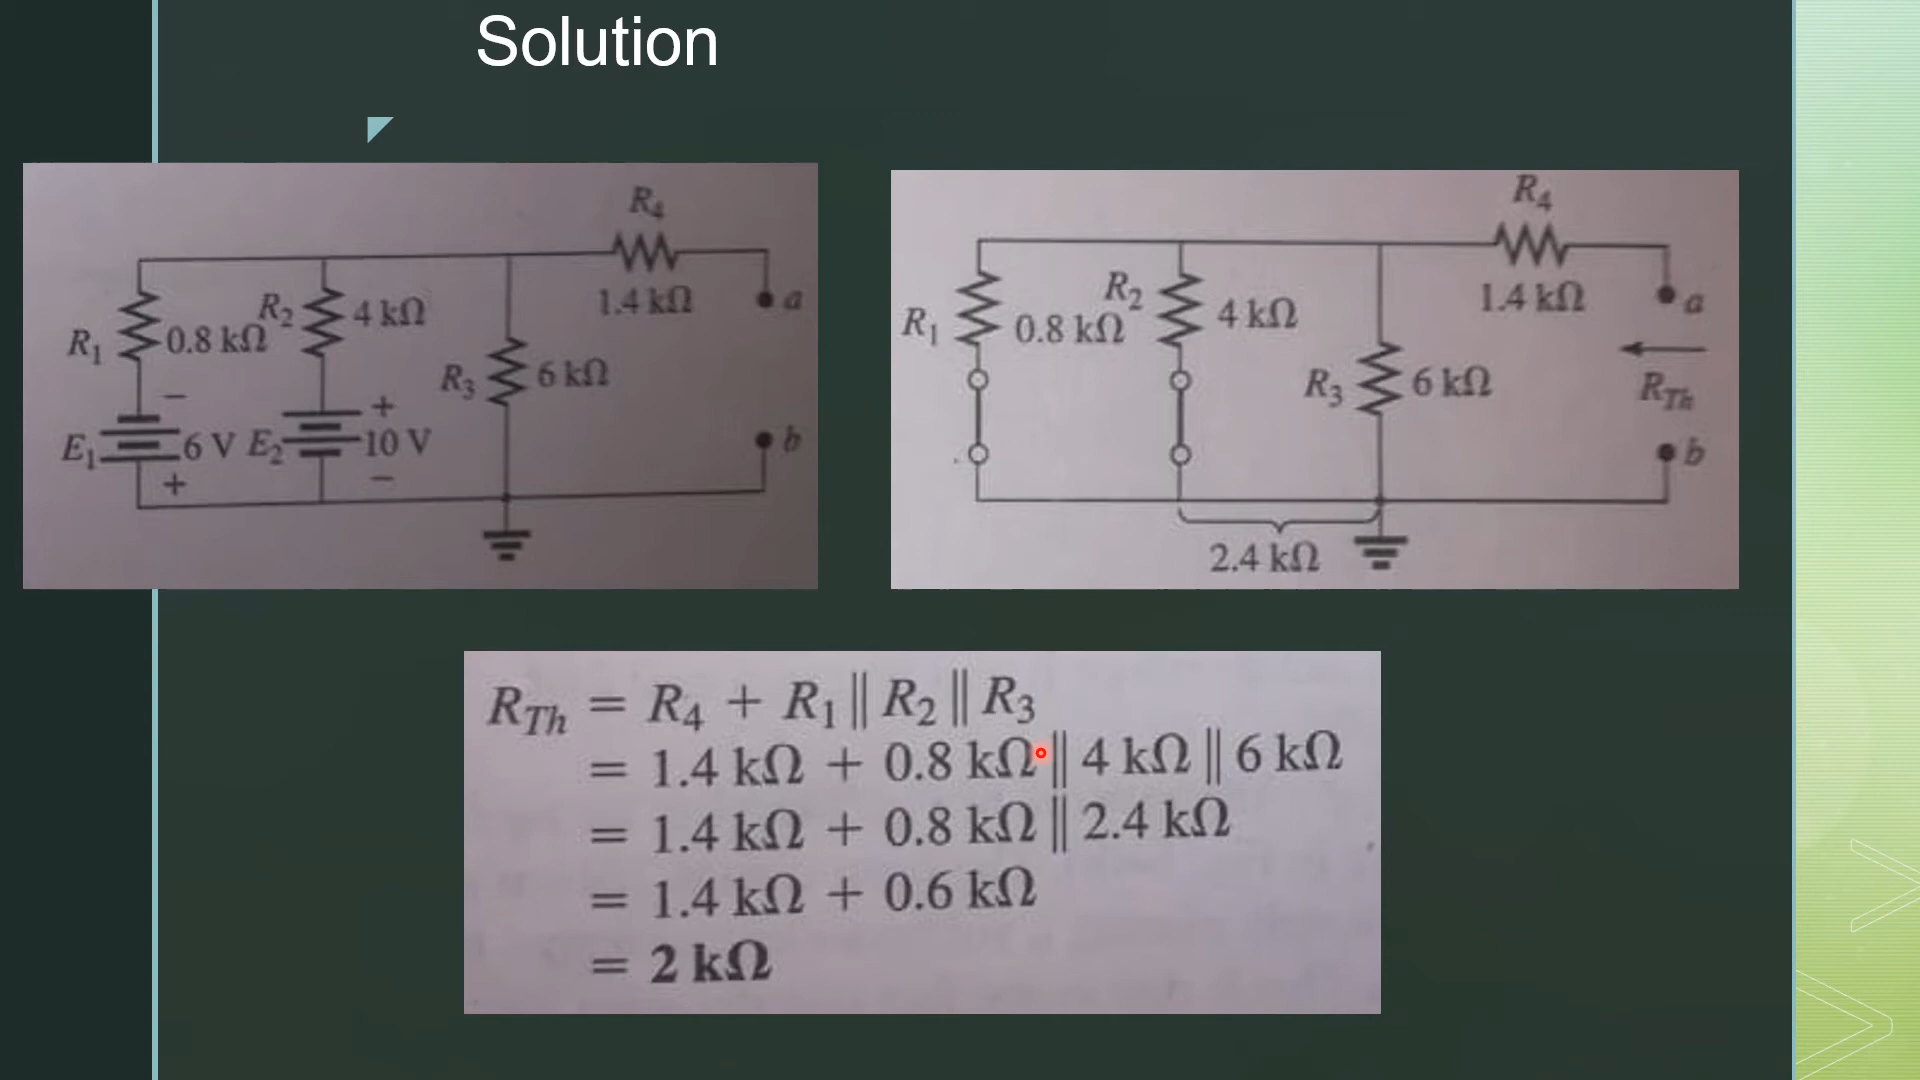 Solution
R4
1.4 kΩ
a
R1
0.8 kΩ
R2
4 kΩ
R3
6 kΩ
−
E1
6 V
+
+
E2
10 V
−
b
R4
1.4 kΩ
a
R1
0.8 kΩ
R2
4 kΩ
R3
6 kΩ
RTh
b
2.4 kΩ
RTh = R4 + R1 || R2 || R3
= 1.4 kΩ + 0.8 kΩ || 4 kΩ || 6 kΩ
= 1.4 kΩ + 0.8 kΩ || 2.4 kΩ
= 1.4 kΩ + 0.6 kΩ
= 2 kΩ